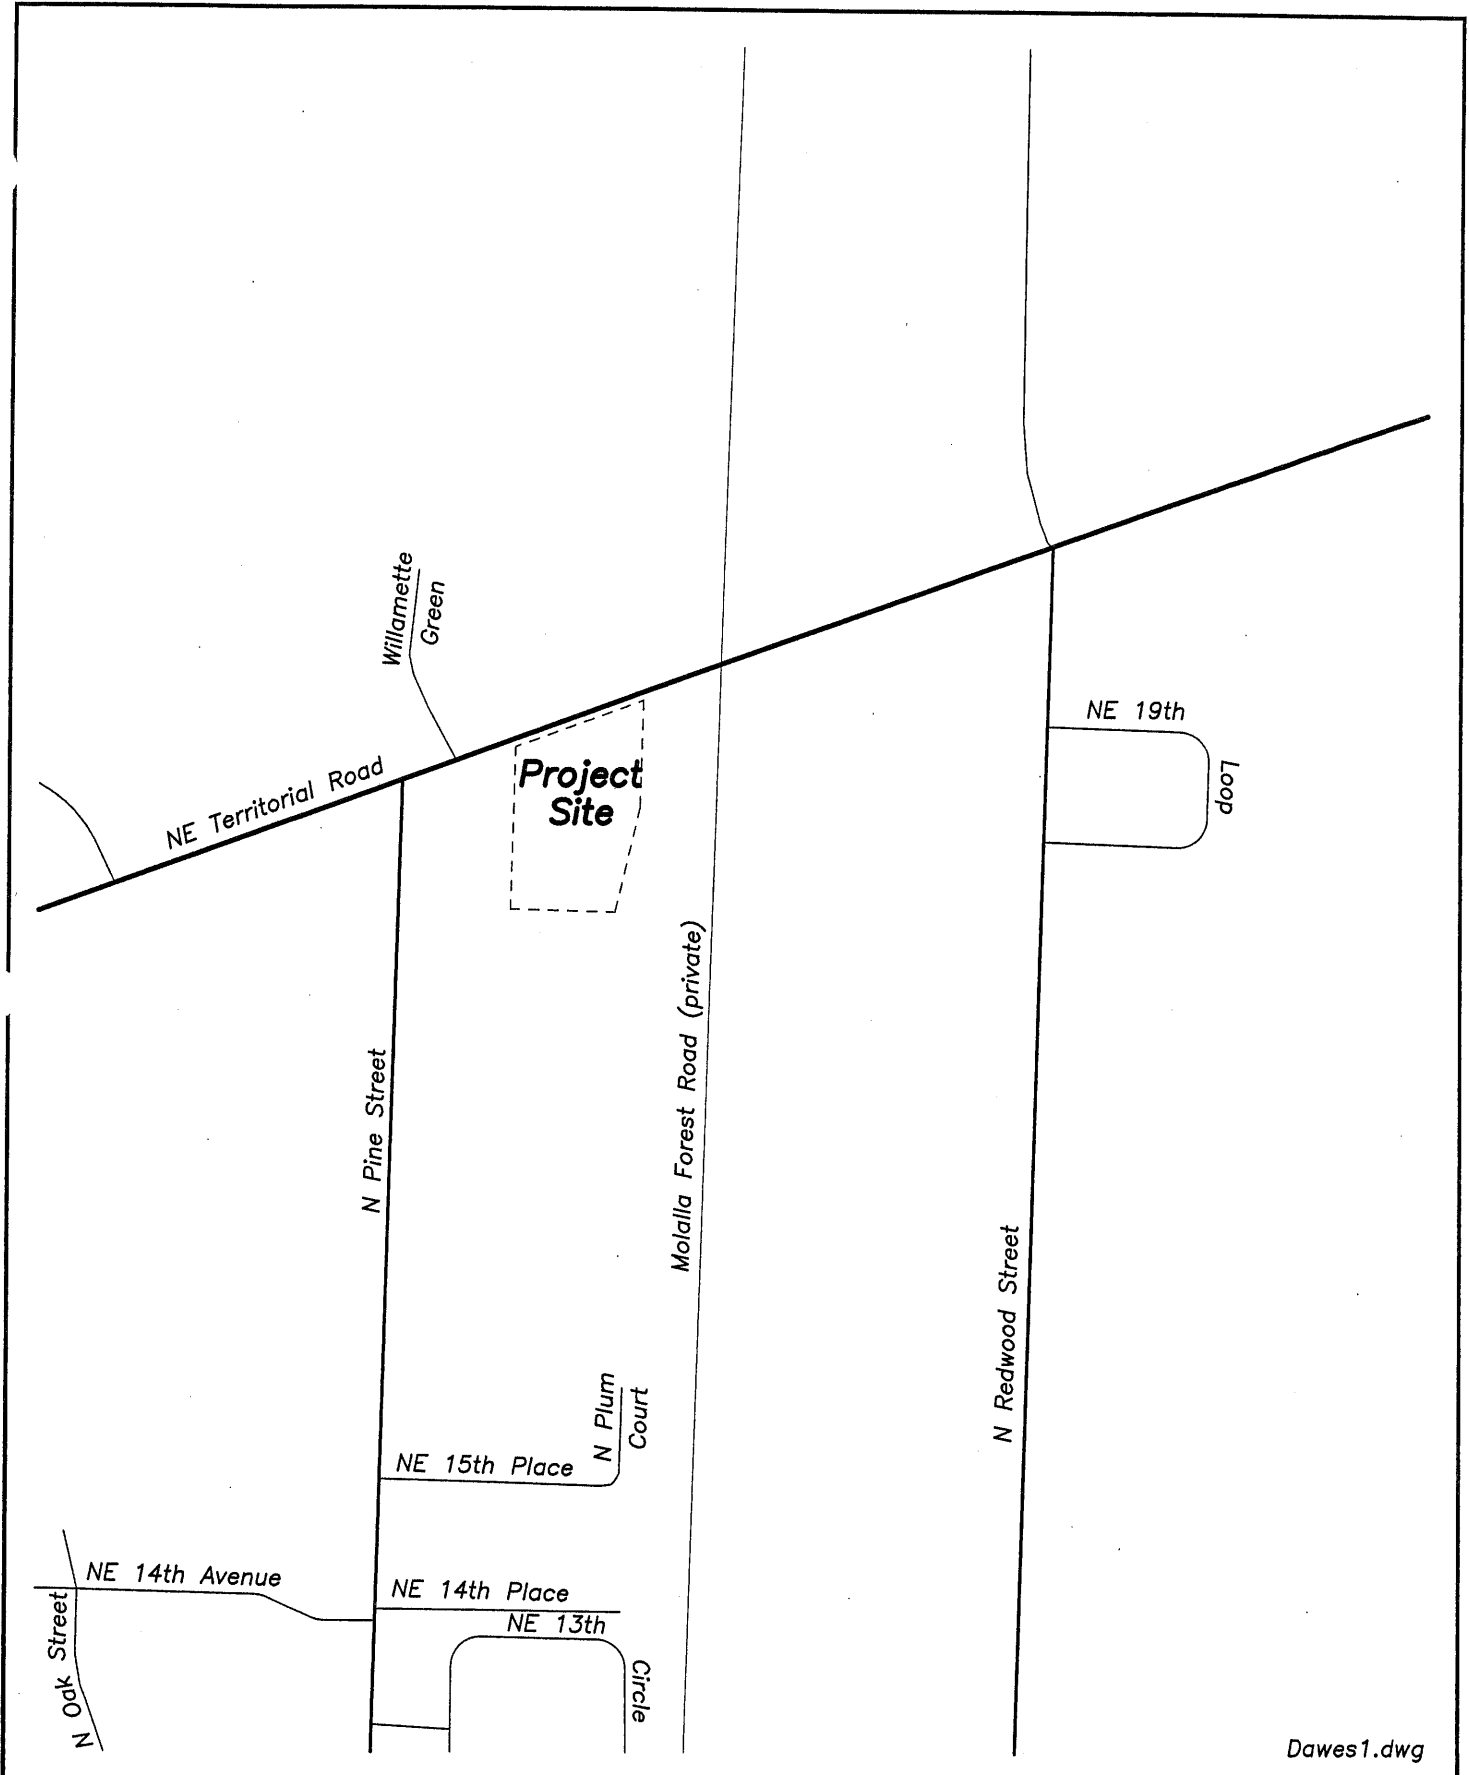 Willamette
Green
NE 19th
Loop
NE Territorial Road
Project
Site
Molalla Forest Road (private)
N Pine Street
N Redwood Street
N Plum
Court
NE 15th Place
NE 14th Avenue
NE 14th Place
NE 13th
Circle
N Oak Street
Dawes1.dwg